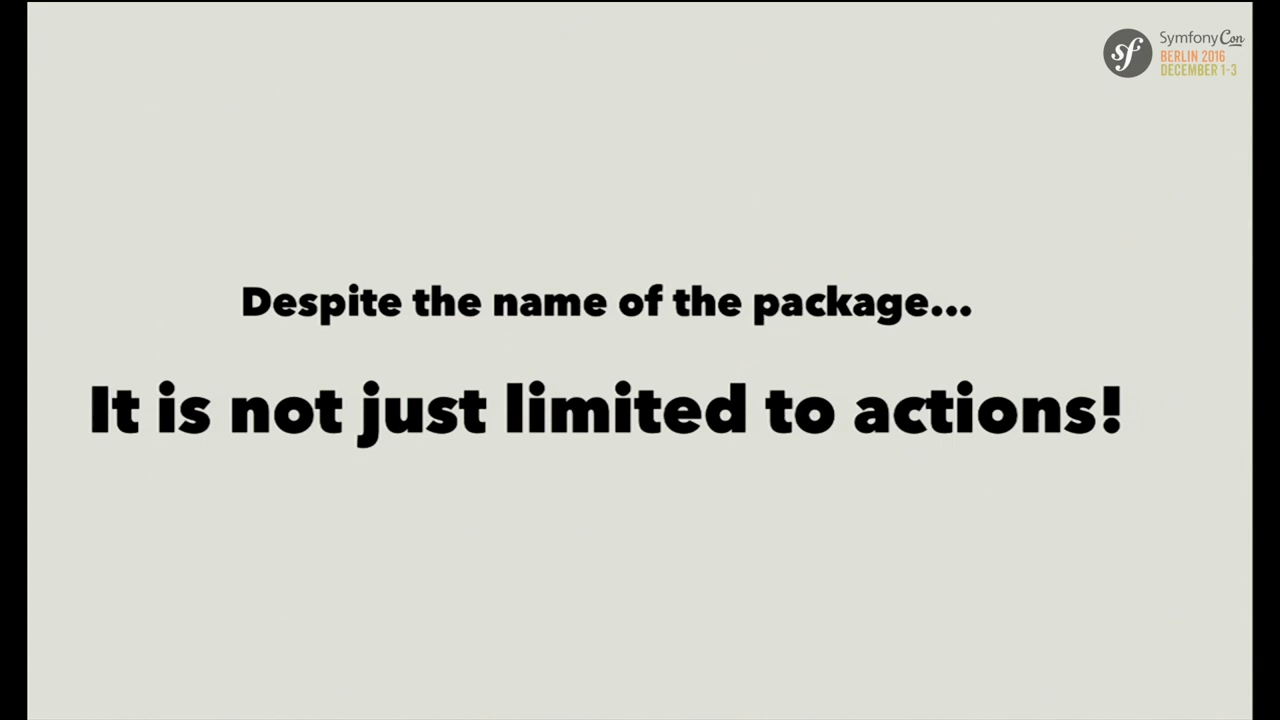 SymfonyCon
BERLIN 2016
DECEMBER 1-3
Despite the name of the package...
It is not just limited to actions!